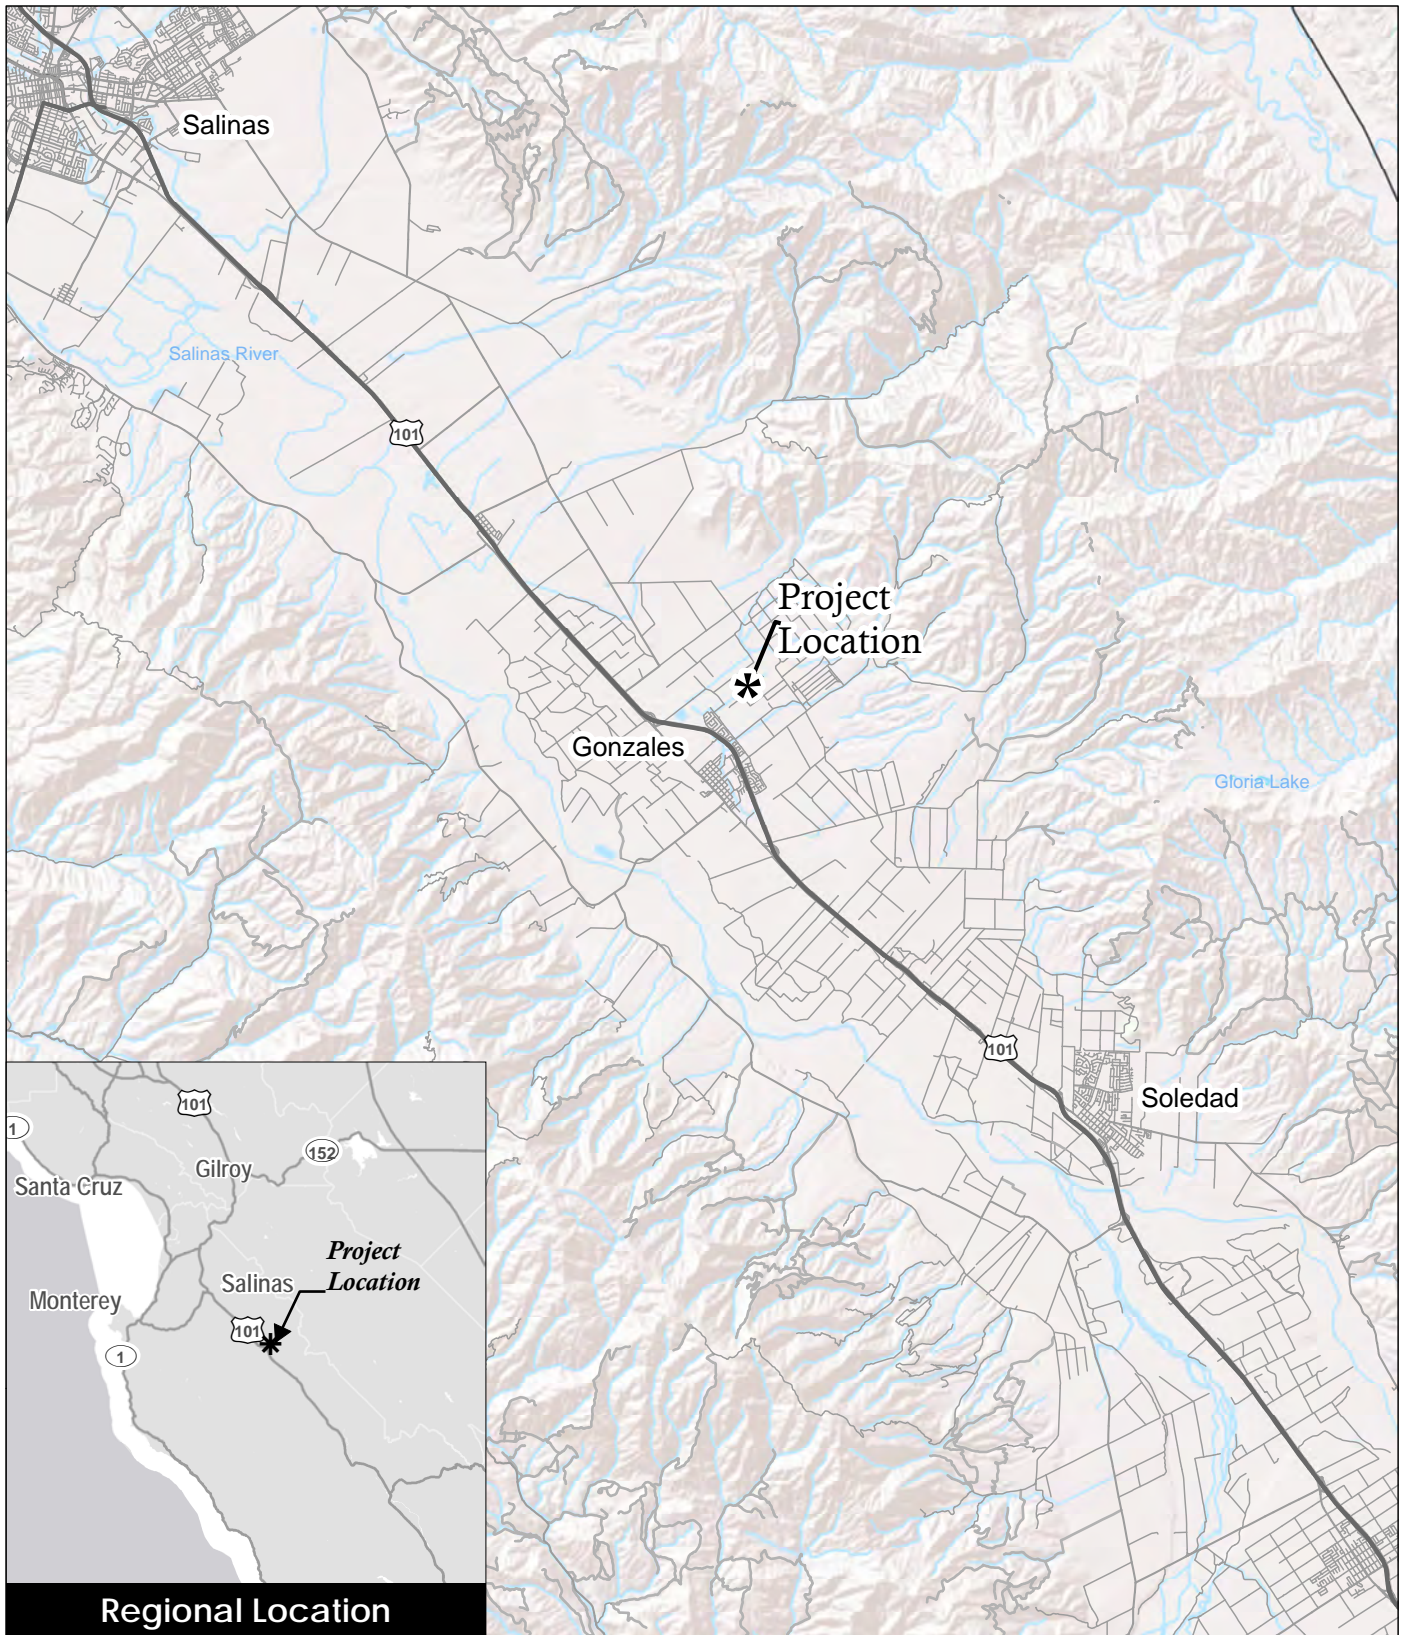 Salinas
Salinas River
101
Project
Location
Gonzales
Gloria Lake
101
Soledad
101
1
152
Gilroy
Santa Cruz
Project
Location
Salinas
Monterey
101
1
Regional Location